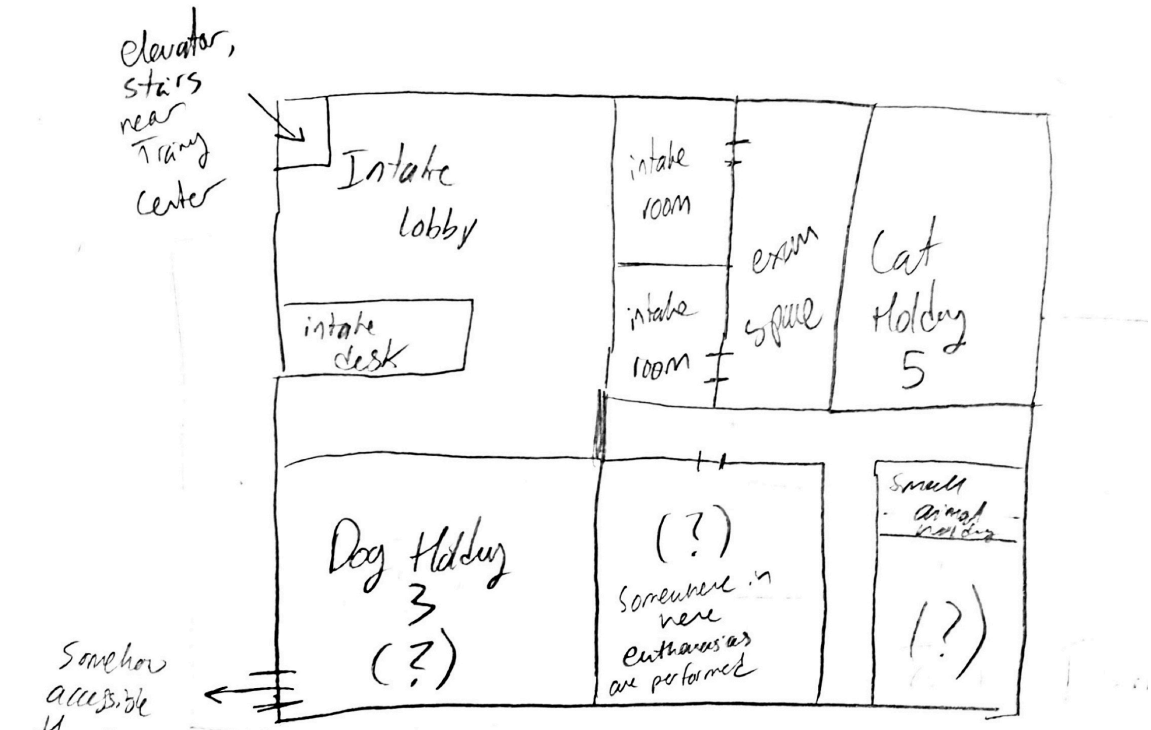 elevator,
stairs
near
Traing
Center
Intake
lobby
intake
desk
intake
room
intake
room
exam
space
Cat
Holding
5
Dog Holding
3
(?)
(?)
Somewhere in
here
euthanasias
are performed
Small
animal
holding
(?)
Somehow
accessible